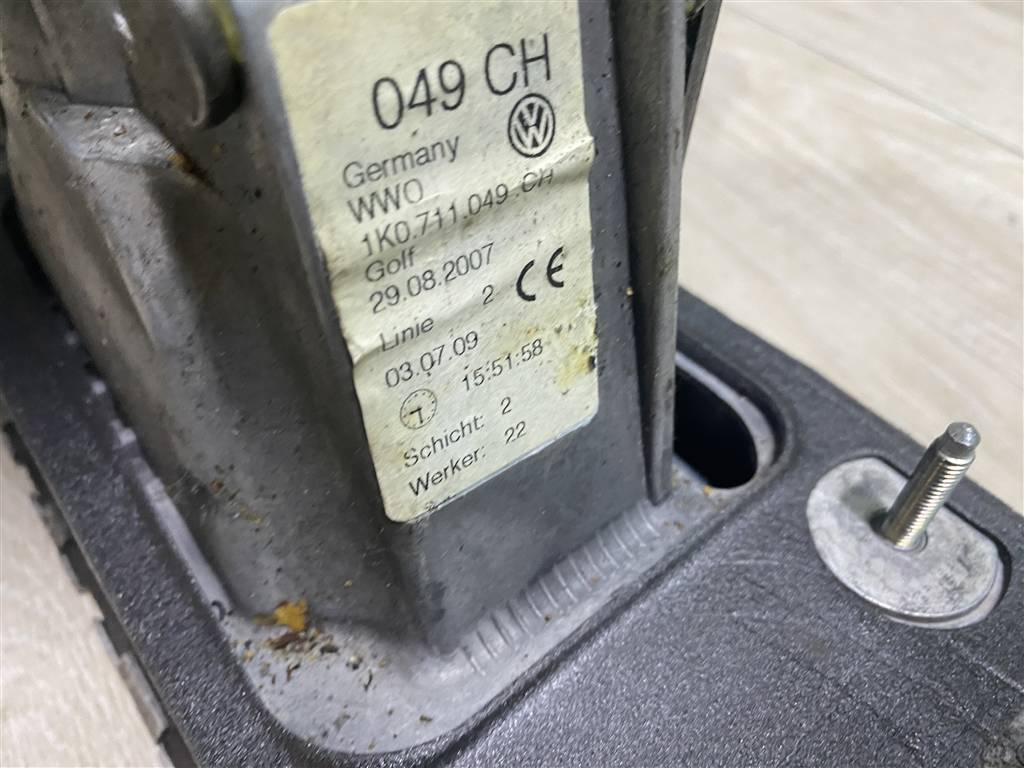 049 CH
Germany
WWO
1K0.711.049.CH
Golf
29.08.2007
Linie 2 CE
03.07.09
15:51:58
Schicht: 2
Werker: 22